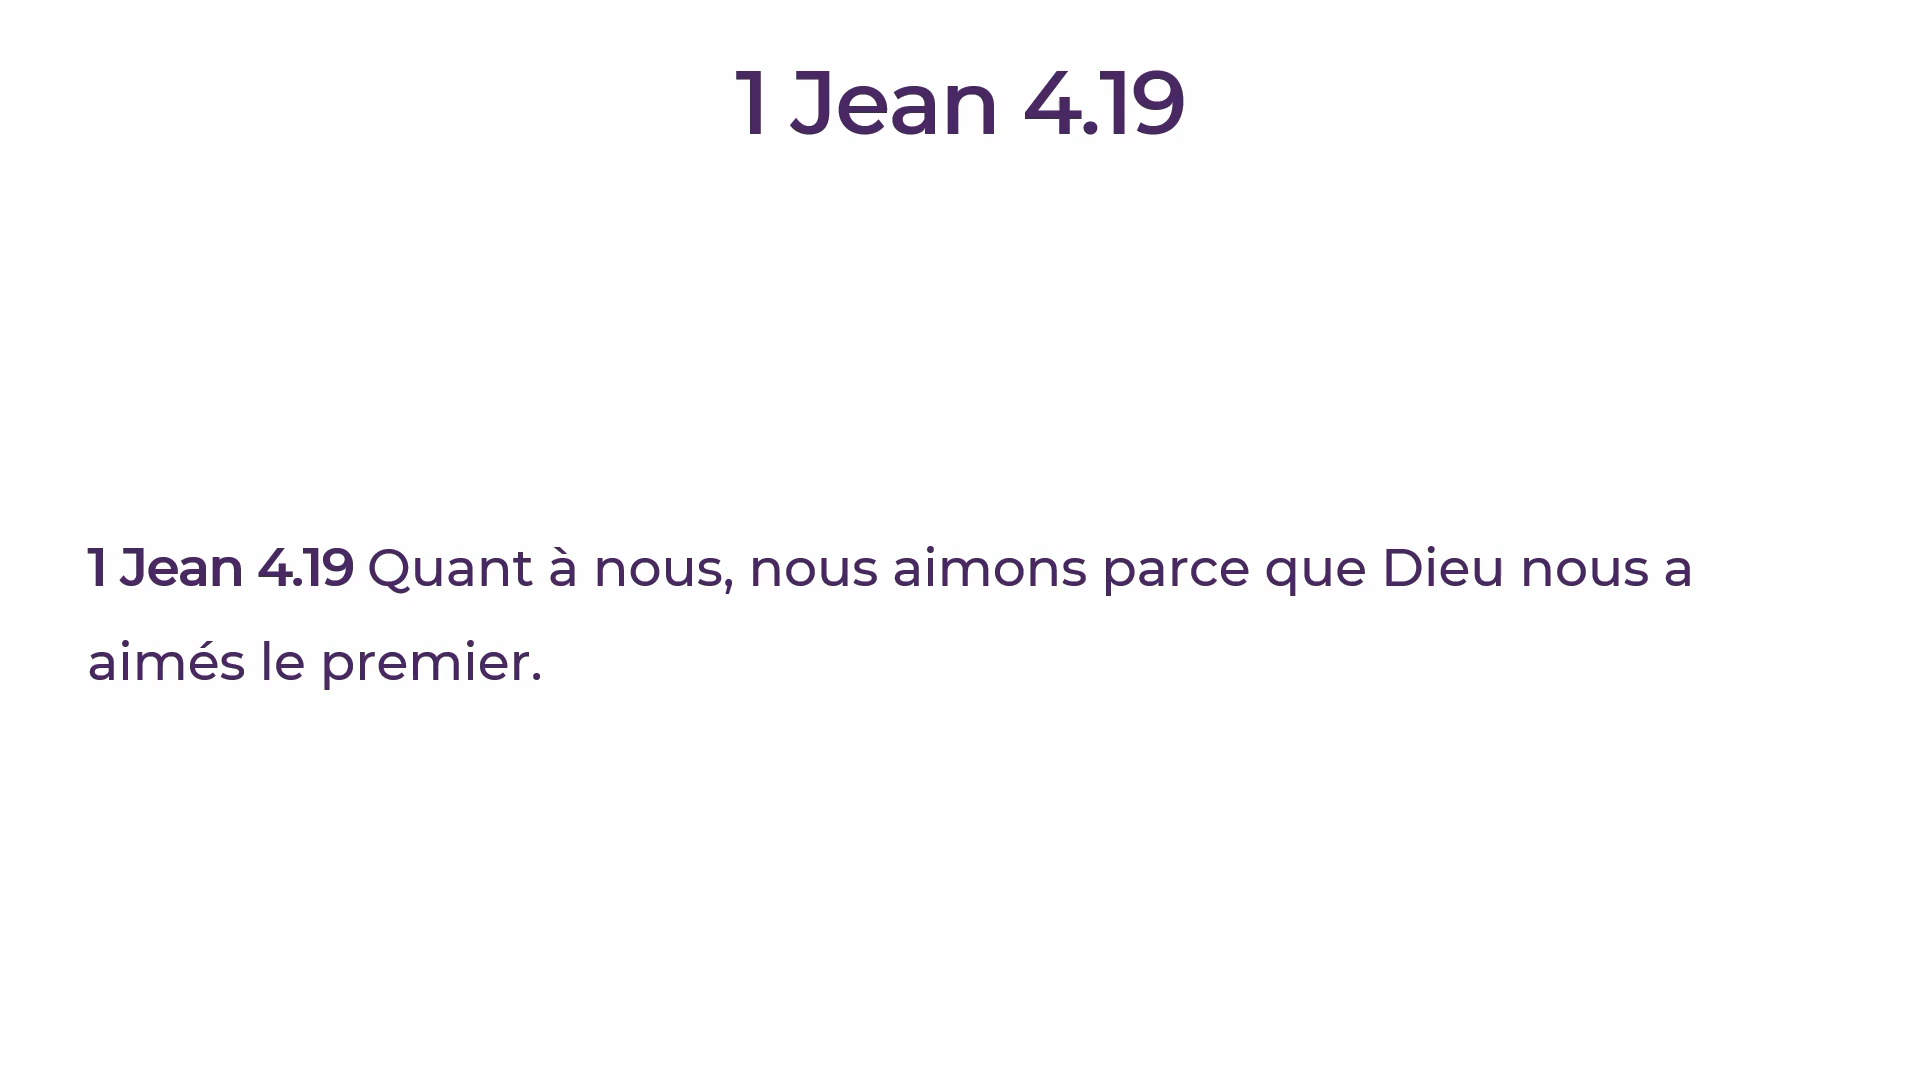 1 Jean 4.19
1 Jean 4.19 Quant à nous, nous aimons parce que Dieu nous a
aimés le premier.